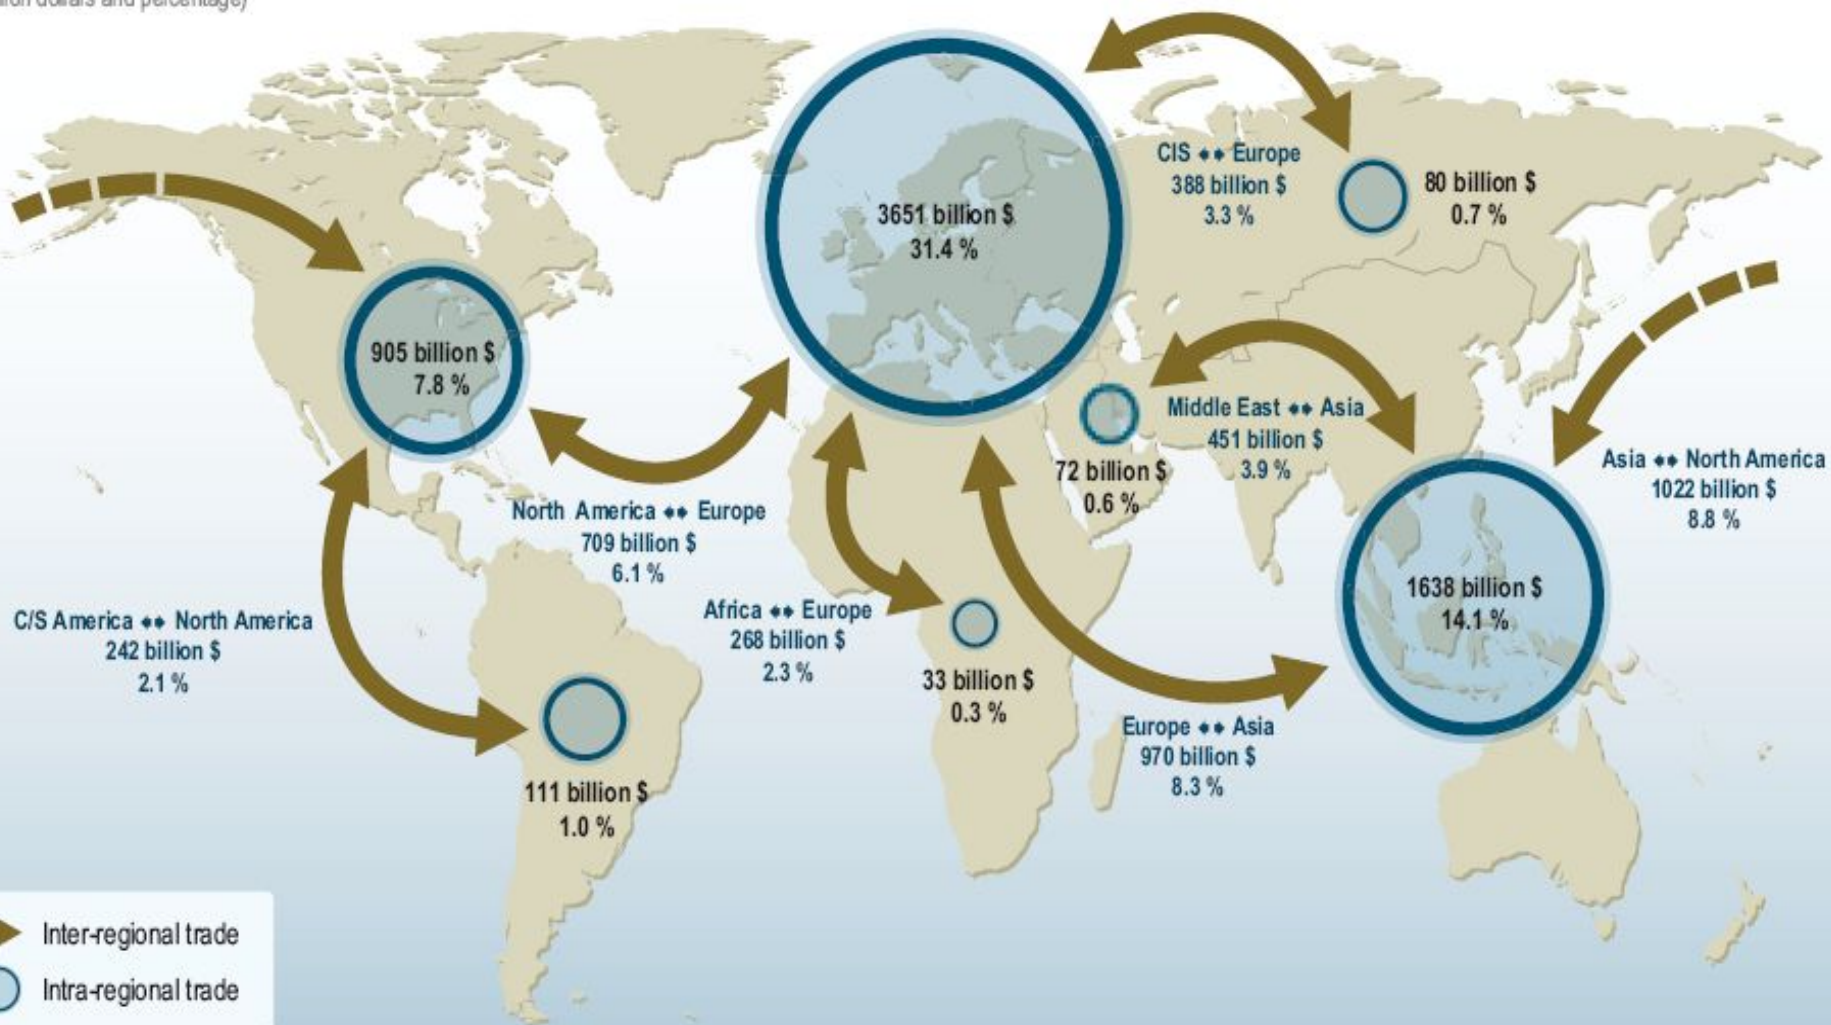 dollars and percentage)
3651 billion $
31.4 %
CIS ↔ Europe
388 billion $
3.3 %
80 billion $
0.7 %
905 billion $
7.8 %
Middle East ↔ Asia
451 billion $
3.9 %
72 billion $
0.6 %
Asia ↔ North America
1022 billion $
8.8 %
North America ↔ Europe
709 billion $
6.1 %
1638 billion $
14.1 %
Africa ↔ Europe
268 billion $
2.3 %
C/S America ↔ North America
242 billion $
2.1 %
33 billion $
0.3 %
Europe ↔ Asia
970 billion $
8.3 %
111 billion $
1.0 %
Inter-regional trade
Intra-regional trade